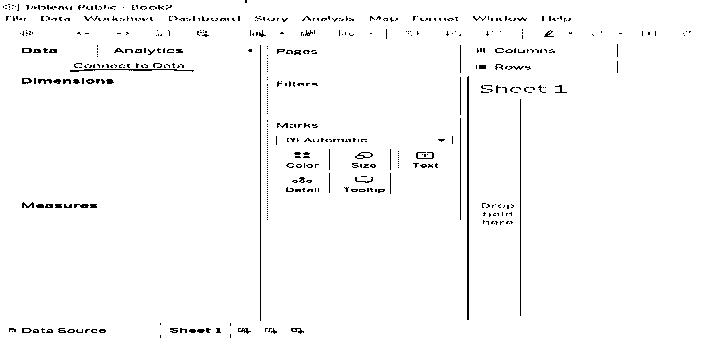 Tableau Public - Book2
File Data Worksheet Dashboard Story Analysis Map Format Window Help
Data Analytics
Connect to Data
Dimensions
Measures
Pages
Filters
Marks
Automatic
Color Size Text
Detail Tooltip
Columns
Rows
Sheet 1
Drop
field
here
Data Source Sheet 1